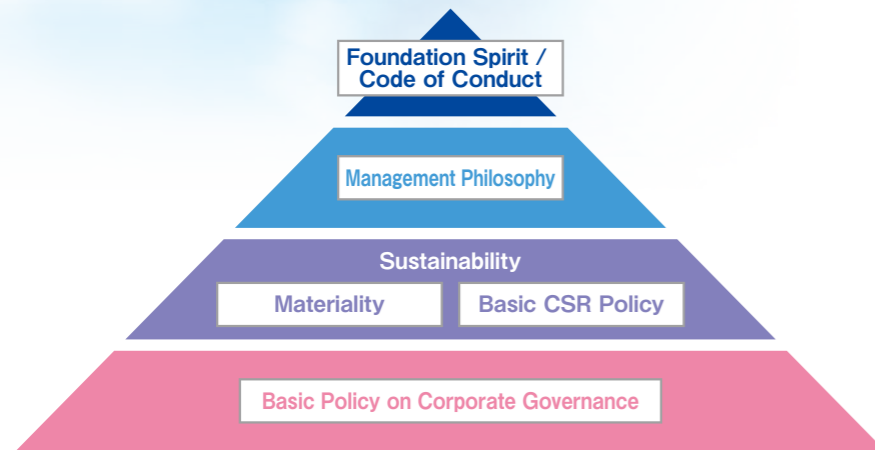 Foundation Spirit /
Code of Conduct
Management Philosophy
Sustainability
Materiality
Basic CSR Policy
Basic Policy on Corporate Governance